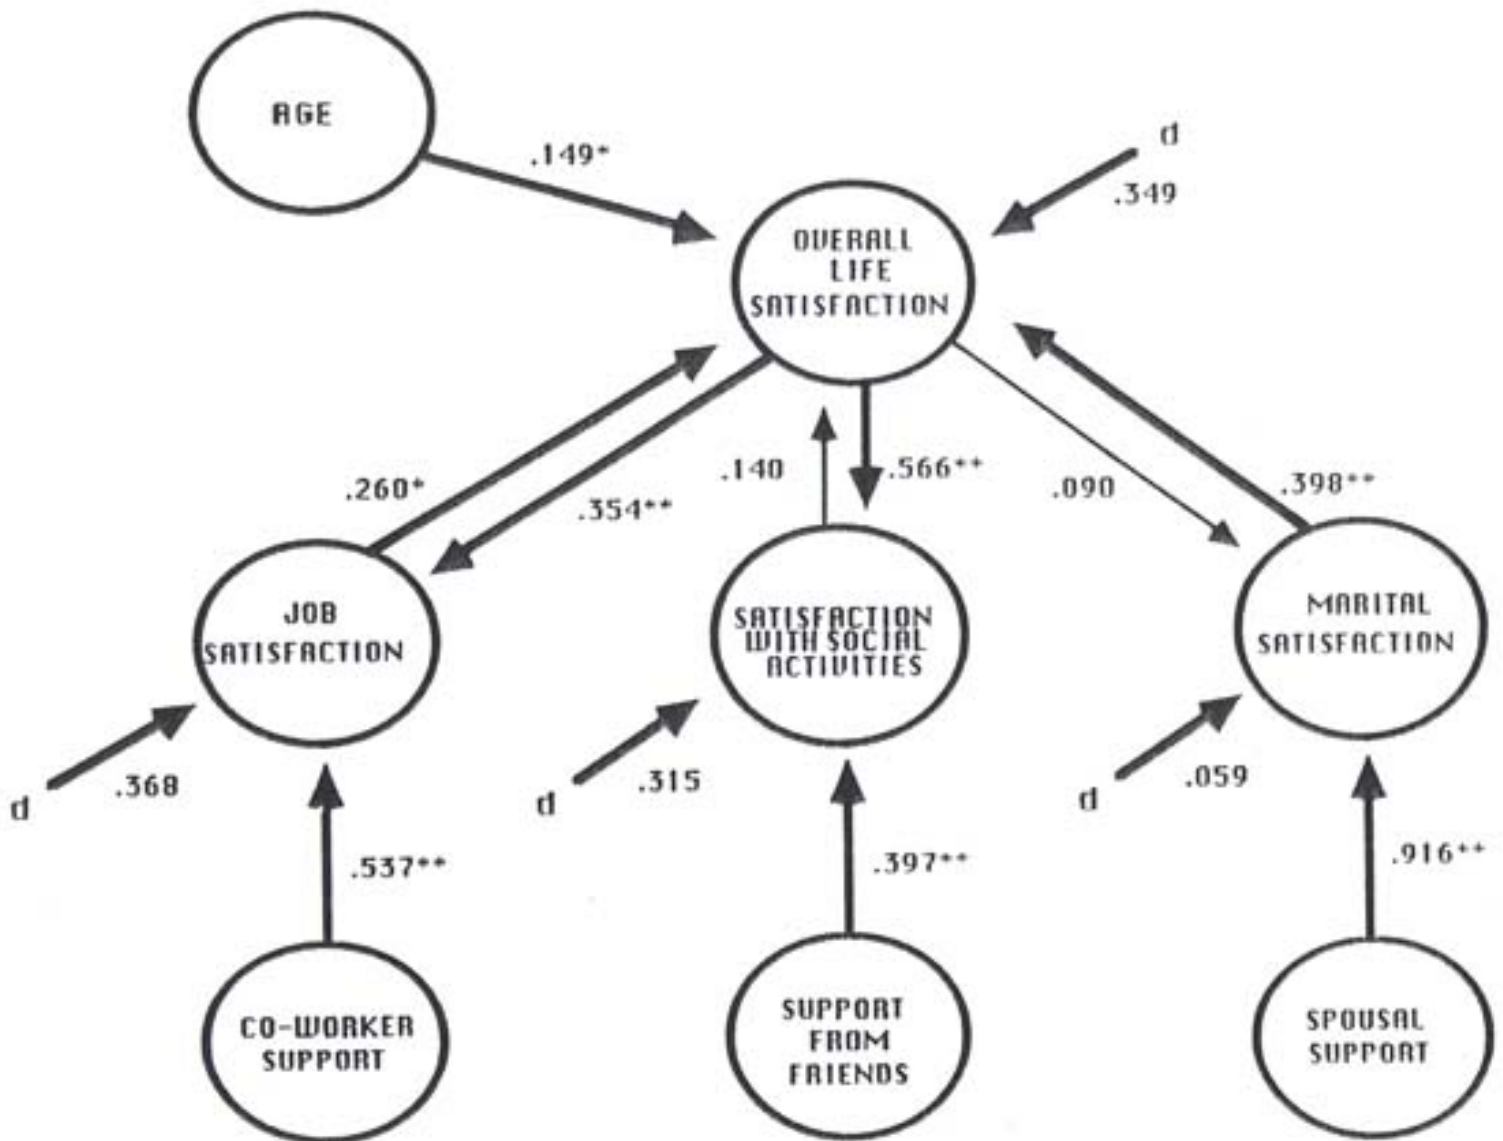 AGE
.149*
d
.349
OVERALL
LIFE
SATISFACTION
.260*
.354**
.140
.566**
.090
.398**
JOB
SATISFACTION
SATISFACTION
WITH SOCIAL
ACTIVITIES
MARITAL
SATISFACTION
d
.368
d
.315
d
.059
.537**
.397**
.916**
CO-WORKER
SUPPORT
SUPPORT
FROM
FRIENDS
SPOUSAL
SUPPORT